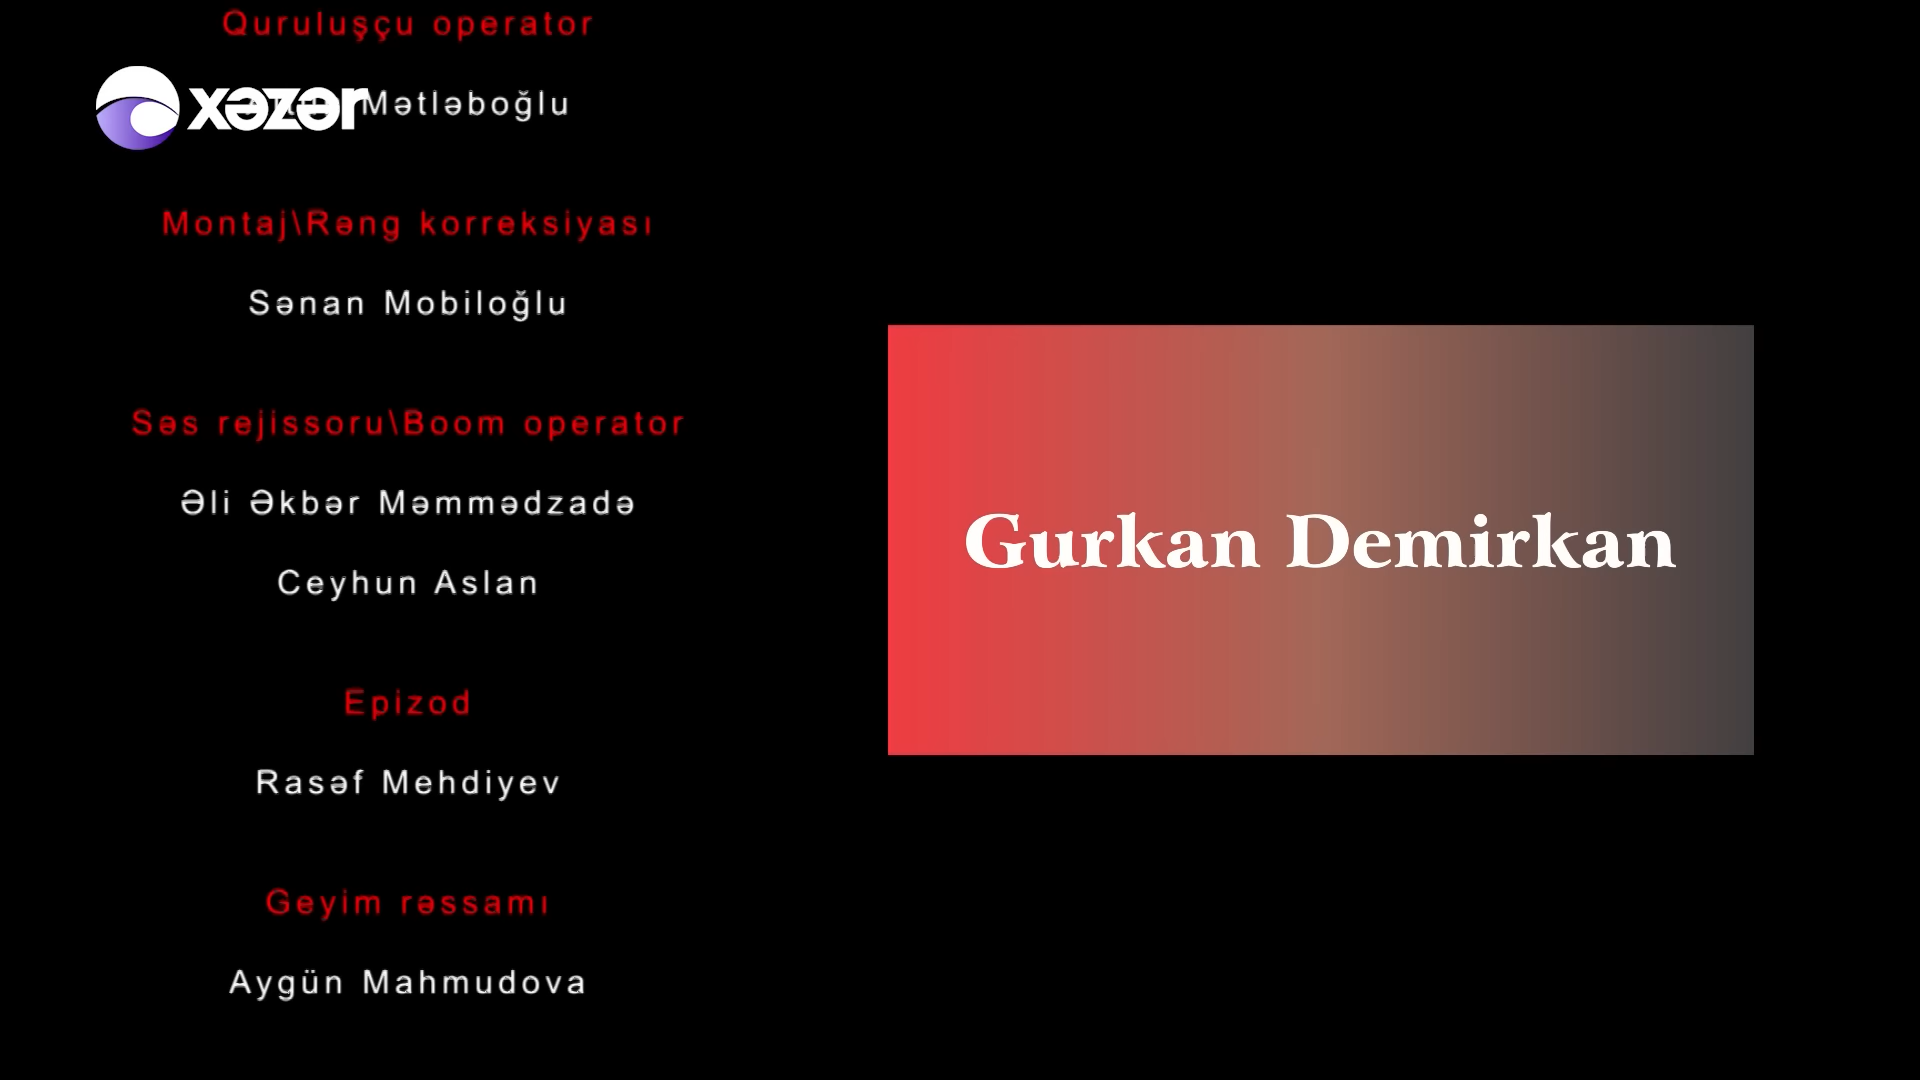 Quruluşçu operator
xəzər
Mətləboğlu
Montaj\Rəng korreksiyası
Sənan Mobiloğlu
Səs rejissoru\Boom operator
Əli Əkbər Məmmədzadə
Ceyhun Aslan
Epizod
Rasəf Mehdiyev
Geyim rəssamı
Aygün Mahmudova
Gurkan Demirkan